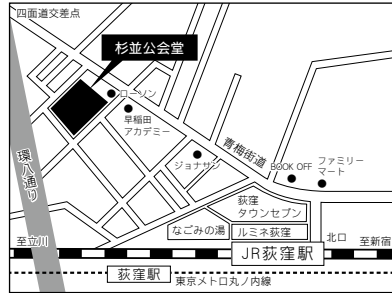 四面道交差点
杉並公会堂
ローソン
早稲田
アカデミー
環八通り
ジョナサン
青梅街道
BOOK OFF
ファミリー
マート
荻窪
タウンセブン
なごみの湯
ルミネ荻窪
北口
至立川
至新宿
JR荻窪駅
荻窪駅
東京メトロ丸ノ内線